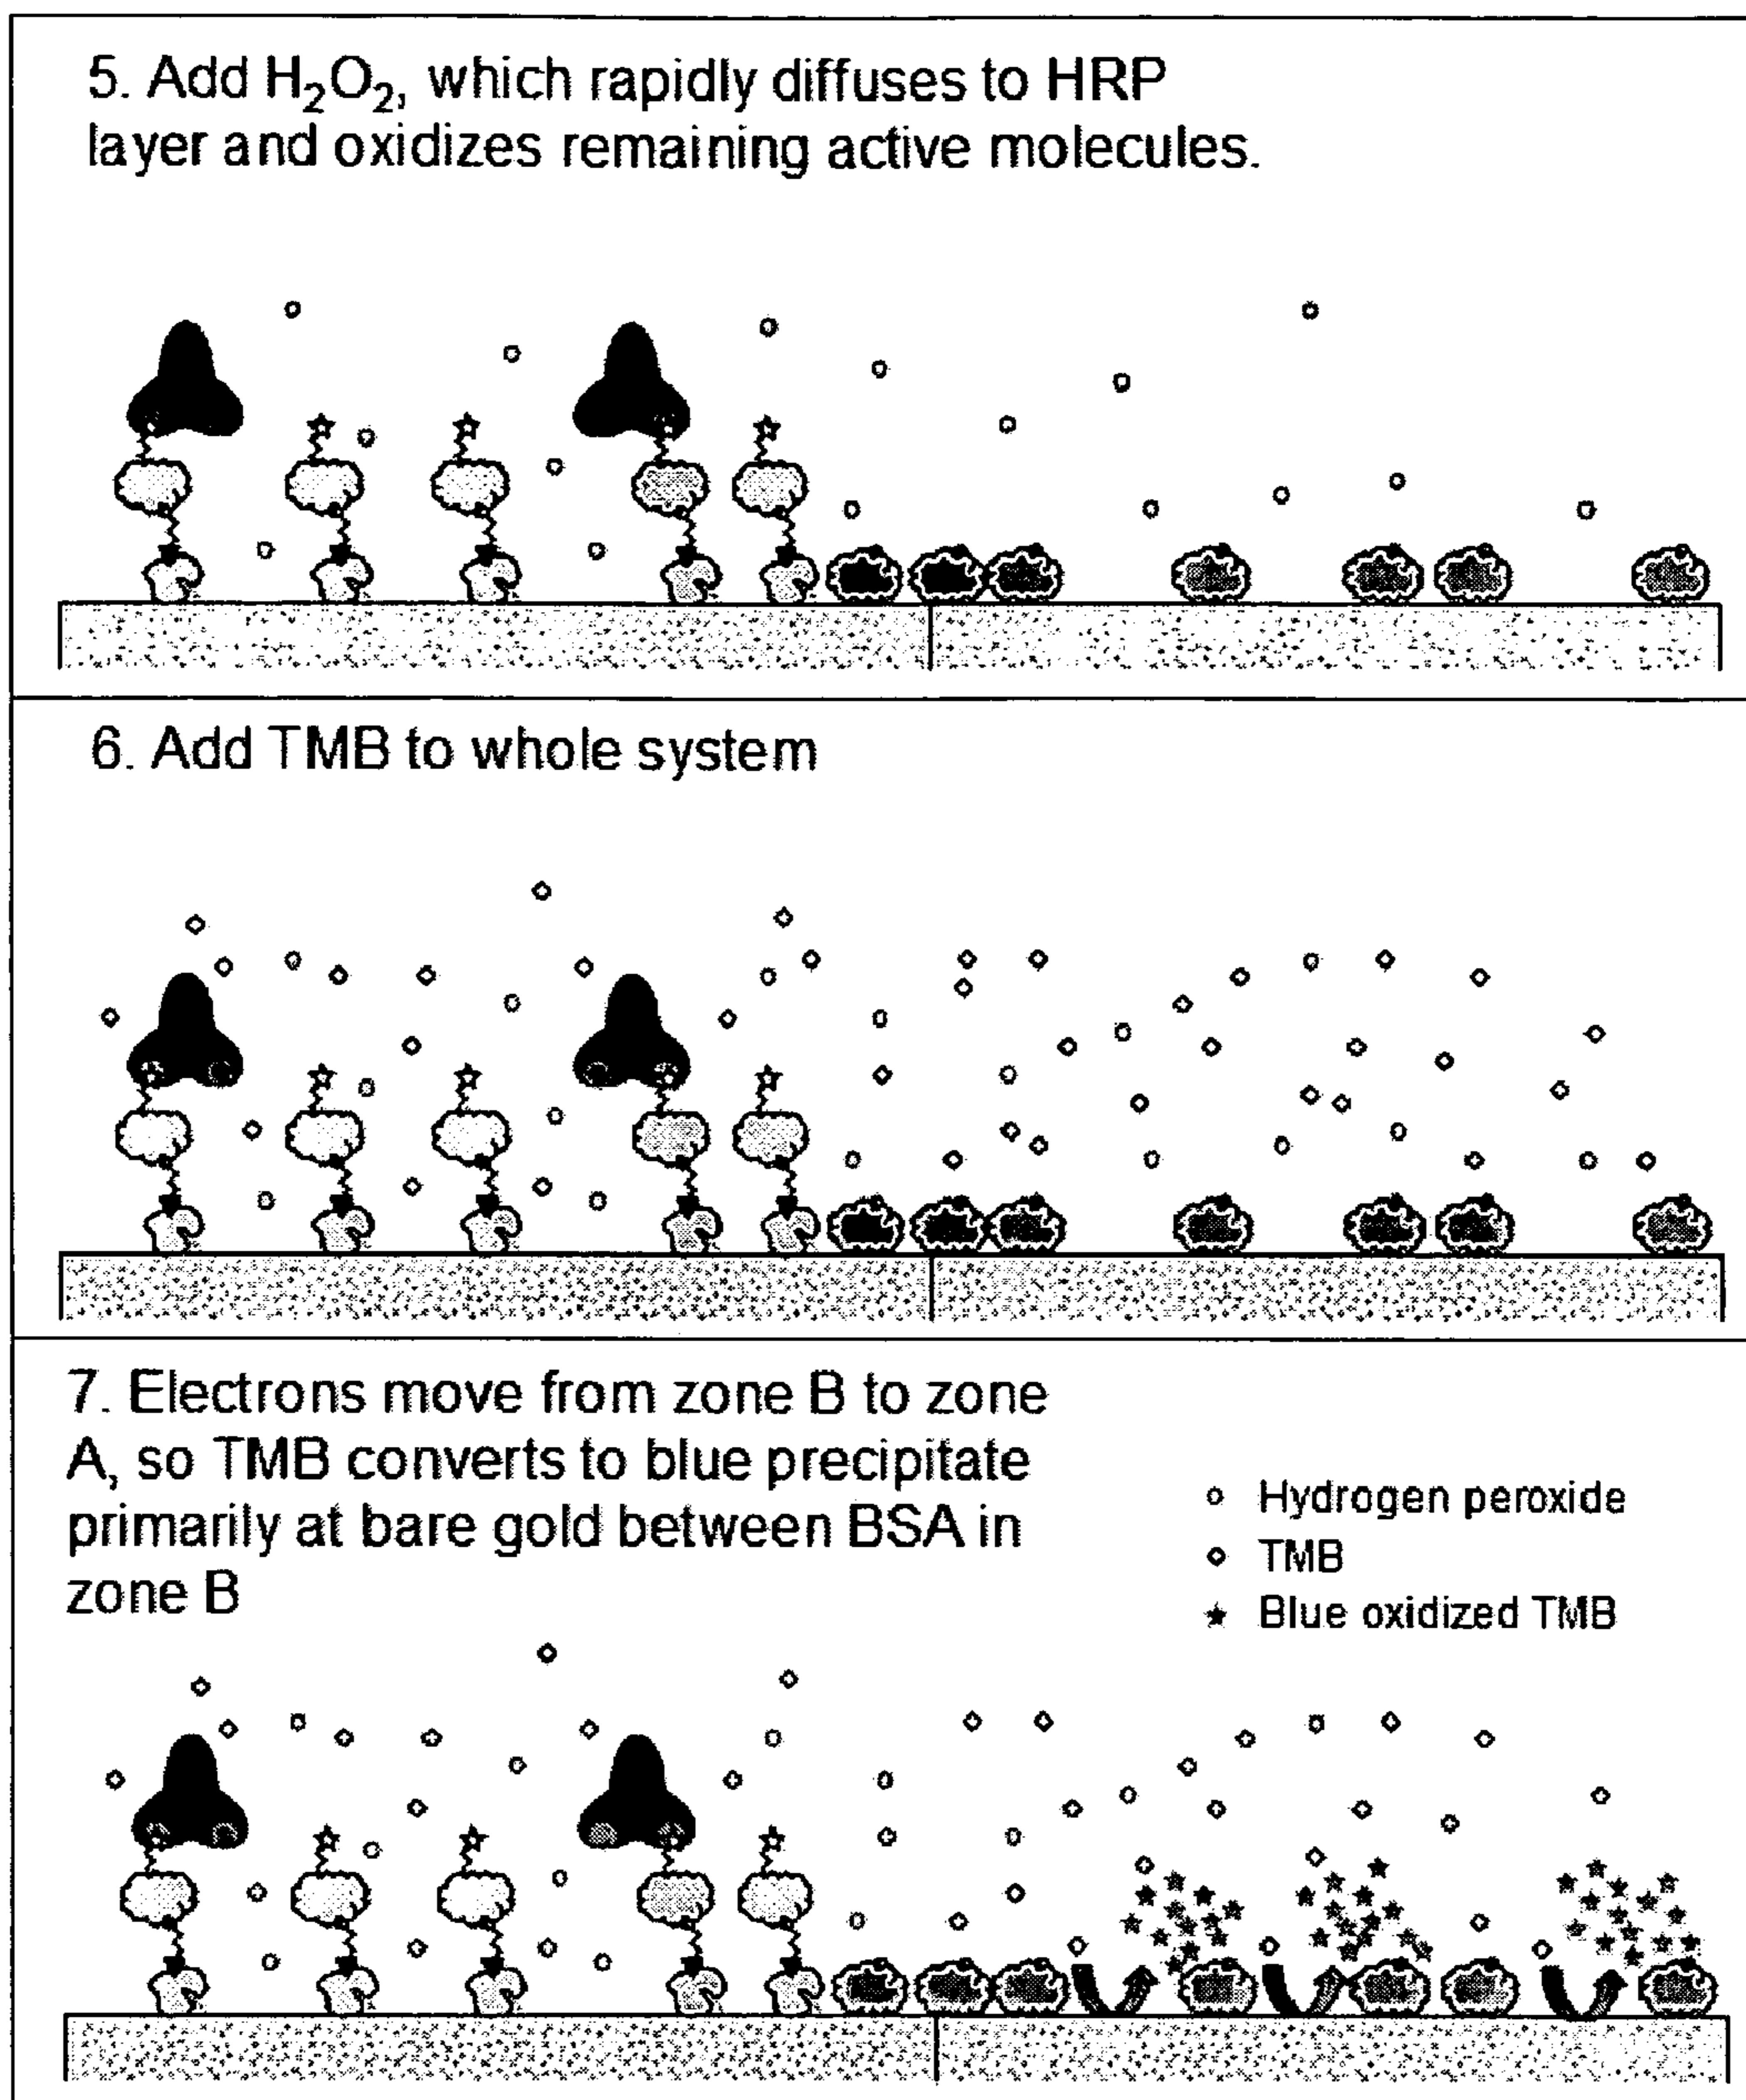 5. Add H₂O₂, which rapidly diffuses to HRP
layer and oxidizes remaining active molecules.
6. Add TMB to whole system
7. Electrons move from zone B to zone
A, so TMB converts to blue precipitate
primarily at bare gold between BSA in
zone B
Hydrogen peroxide
TMB
Blue oxidized TMB